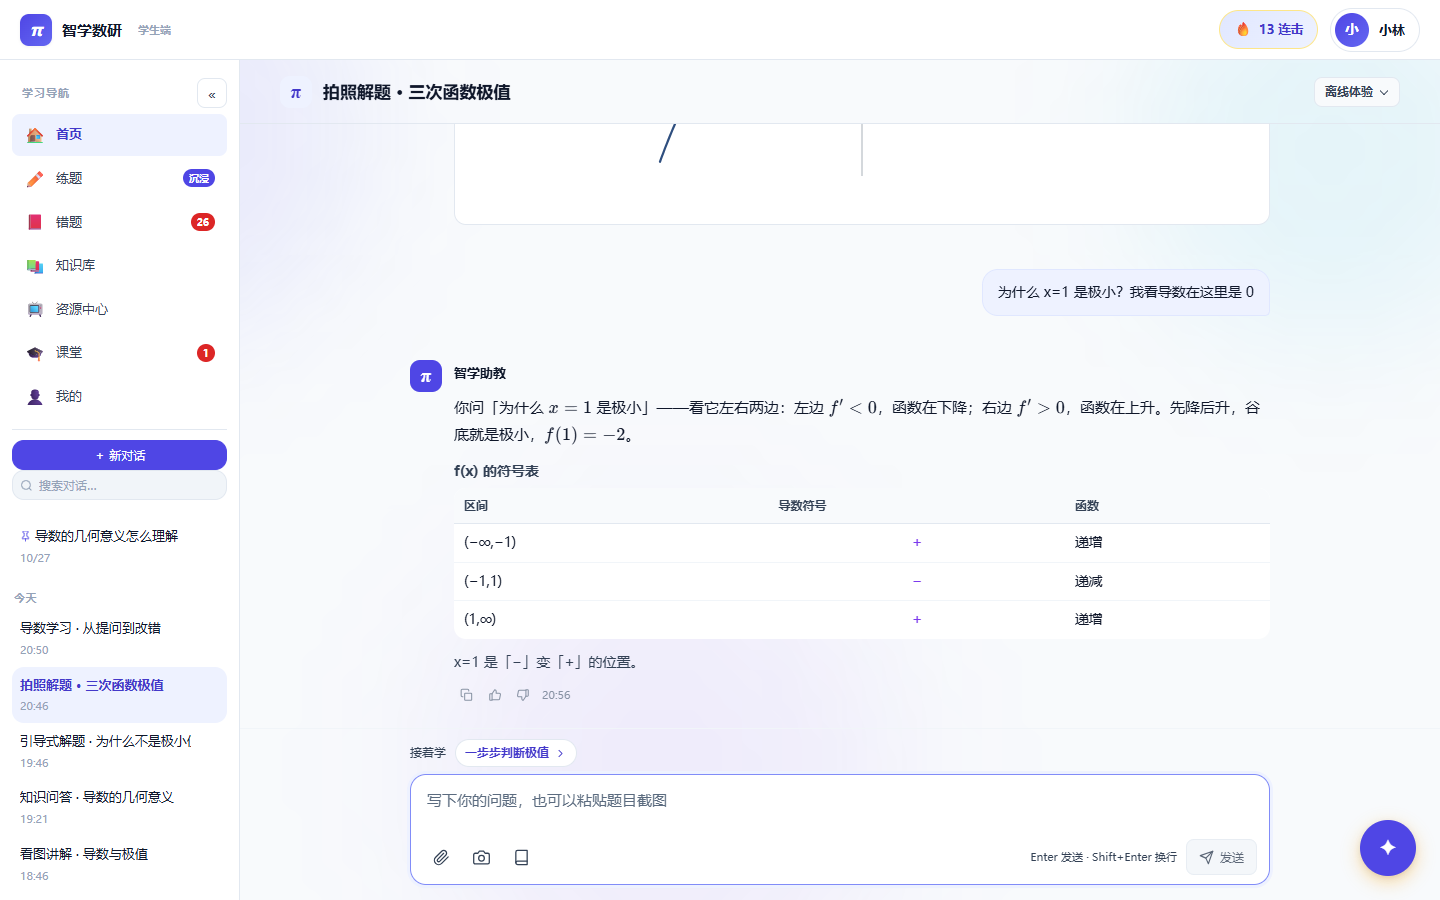 π 智学数研 学生端
13 连击
小 小林
学习导航 «
首页
练题 沉浸
错题 26
知识库
资源中心
课堂 1
我的
+ 新对话
搜索对话...
导数的几何意义怎么理解
10/27
今天
导数学习 · 从提问到改错
20:50
拍照解题 • 三次函数极值
20:46
引导式解题 · 为什么不是极小
19:46
知识问答 · 导数的几何意义
19:21
看图讲解 · 导数与极值
18:46
π 拍照解题 • 三次函数极值
离线体验
为什么 x=1 是极小？我看导数在这里是 0
π 智学助教
你问「为什么 x = 1 是极小」——看它左右两边：左边 f′ < 0，函数在下降；右边 f′ > 0，函数在上升。先降后升，谷
底就是极小，f(1) = −2。
f(x) 的符号表
区间 导数符号 函数
(−∞,−1) + 递增
(−1,1) − 递减
(1,∞) + 递增
x=1 是「−」变「+」的位置。
20:56
接着学 一步步判断极值 ›
写下你的问题，也可以粘贴题目截图
Enter 发送 · Shift+Enter 换行 发送